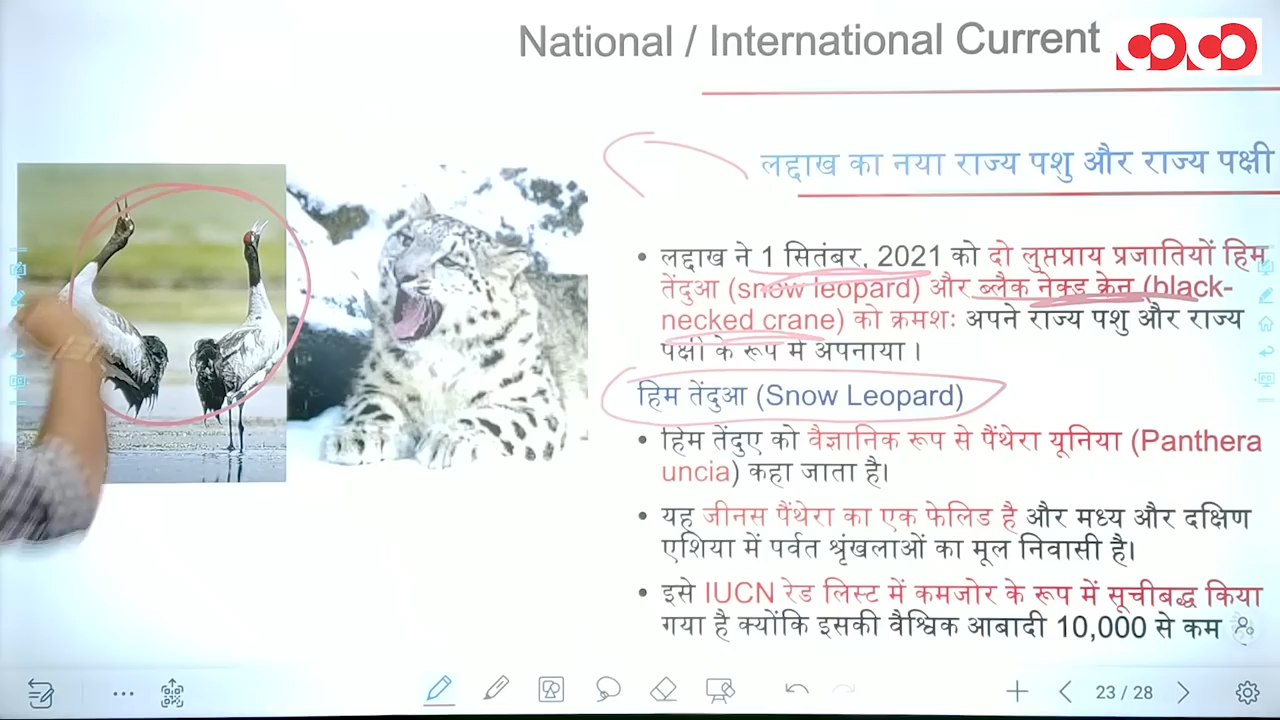 National / International Current
लद्दाख का नया राज्य पशु और राज्य पक्षी
• लद्दाख ने 1 सितंबर, 2021 को दो लुप्तप्राय प्रजातियों हिम
तेंदुआ (snow leopard) और ब्लैक नेक्ड क्रेन (black-
necked crane) को क्रमशः अपने राज्य पशु और राज्य
पक्षी के रूप में अपनाया ।
हिम तेंदुआ (Snow Leopard)
• हिम तेंदुए को वैज्ञानिक रूप से पैंथेरा यूनिया (Panthera
uncia) कहा जाता है।
• यह जीनस पैंथेरा का एक फेलिड है और मध्य और दक्षिण
एशिया में पर्वत श्रृंखलाओं का मूल निवासी है।
• इसे IUCN रेड लिस्ट में कमजोर के रूप में सूचीबद्ध किया
गया है क्योंकि इसकी वैश्विक आबादी 10,000 से कम
23 / 28